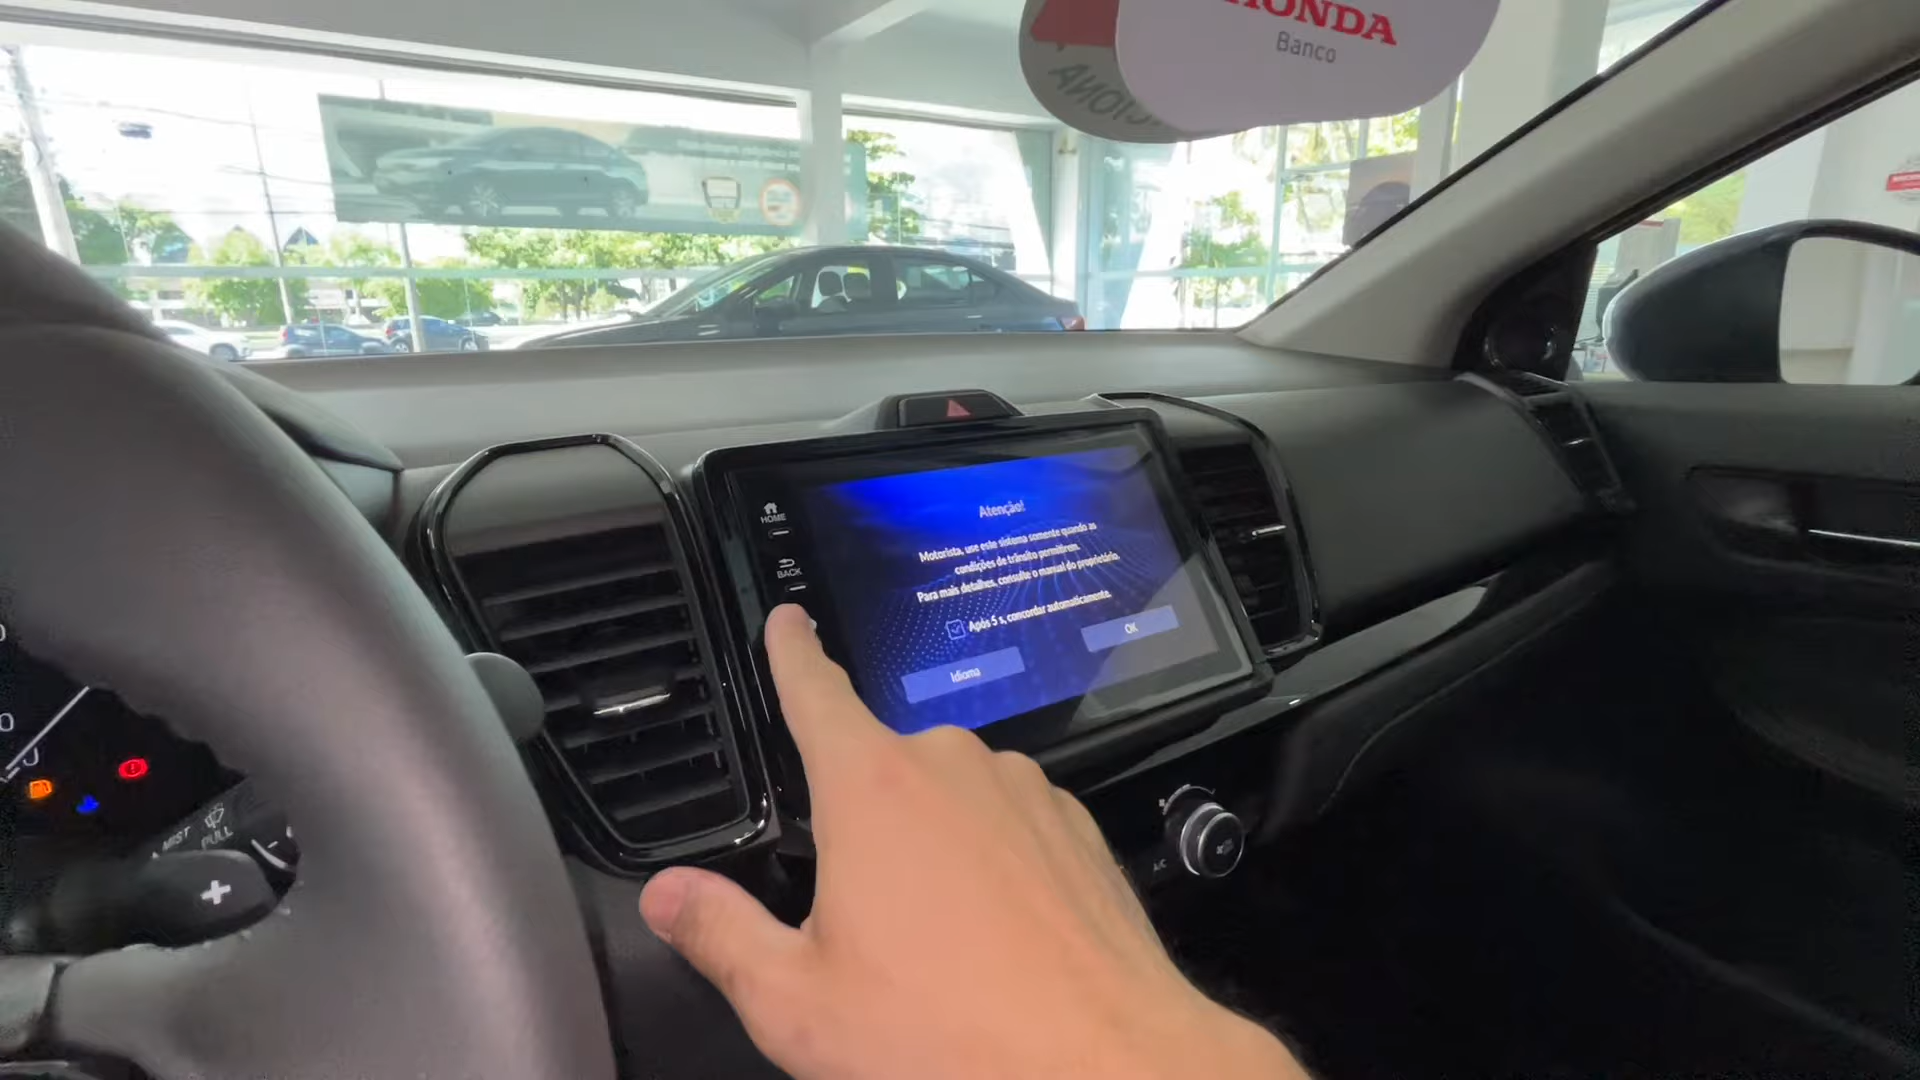 HONDA
Banco
HOME
BACK
Atenção!
Motorista, use este sistema somente quando as
condições de trânsito permitirem.
Para mais detalhes, consulte o manual do proprietário.
Após 5 s, concordar automaticamente.
OK
Idioma
MIST
PULL
A/C